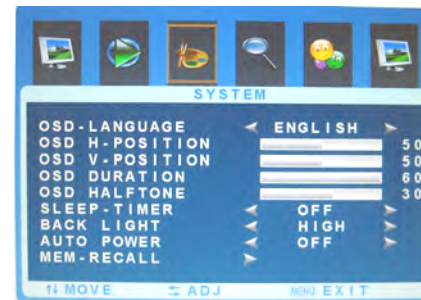 SYSTEM
OSD-LANGUAGE ENGLISH
OSD H-POSITION 50
OSD V-POSITION 50
OSD DURATION 60
OSD HALFTONE 30
SLEEP-TIMER OFF
BACK LIGHT HIGH
AUTO POWER OFF
MEM-RECALL
MOVE ADJ MENU EXIT